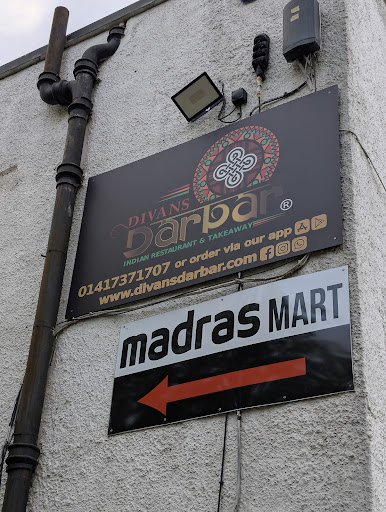 DIVANS
DarBar ®
INDIAN RESTAURANT & TAKEAWAY
01417371707 or order via our app
www.divansdarbar.com
madras MART